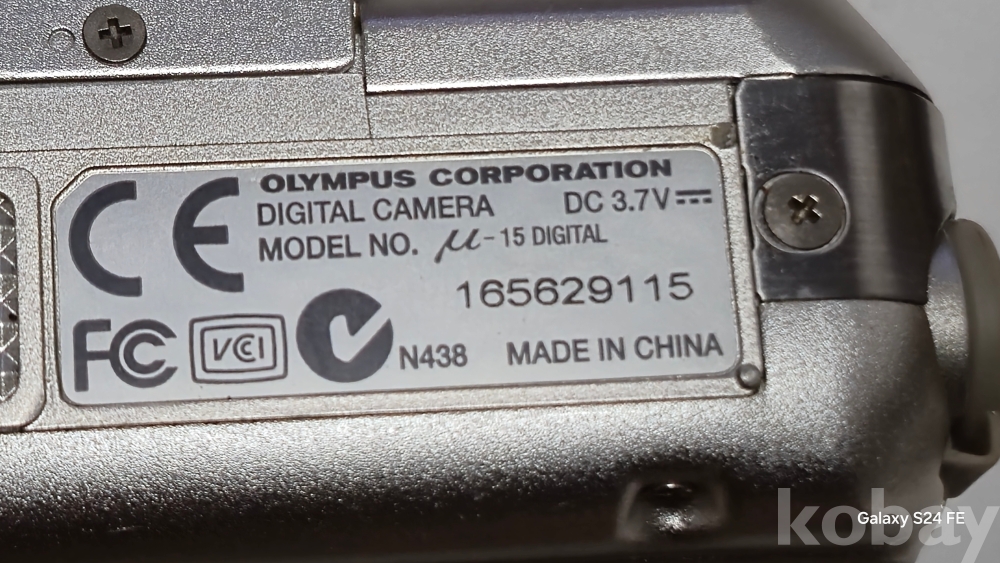 CE OLYMPUS CORPORATION
DIGITAL CAMERA DC 3.7V
MODEL NO. μ-15 DIGITAL
165629115
FC VCI N438 MADE IN CHINA
kobay
Galaxy S24 FE